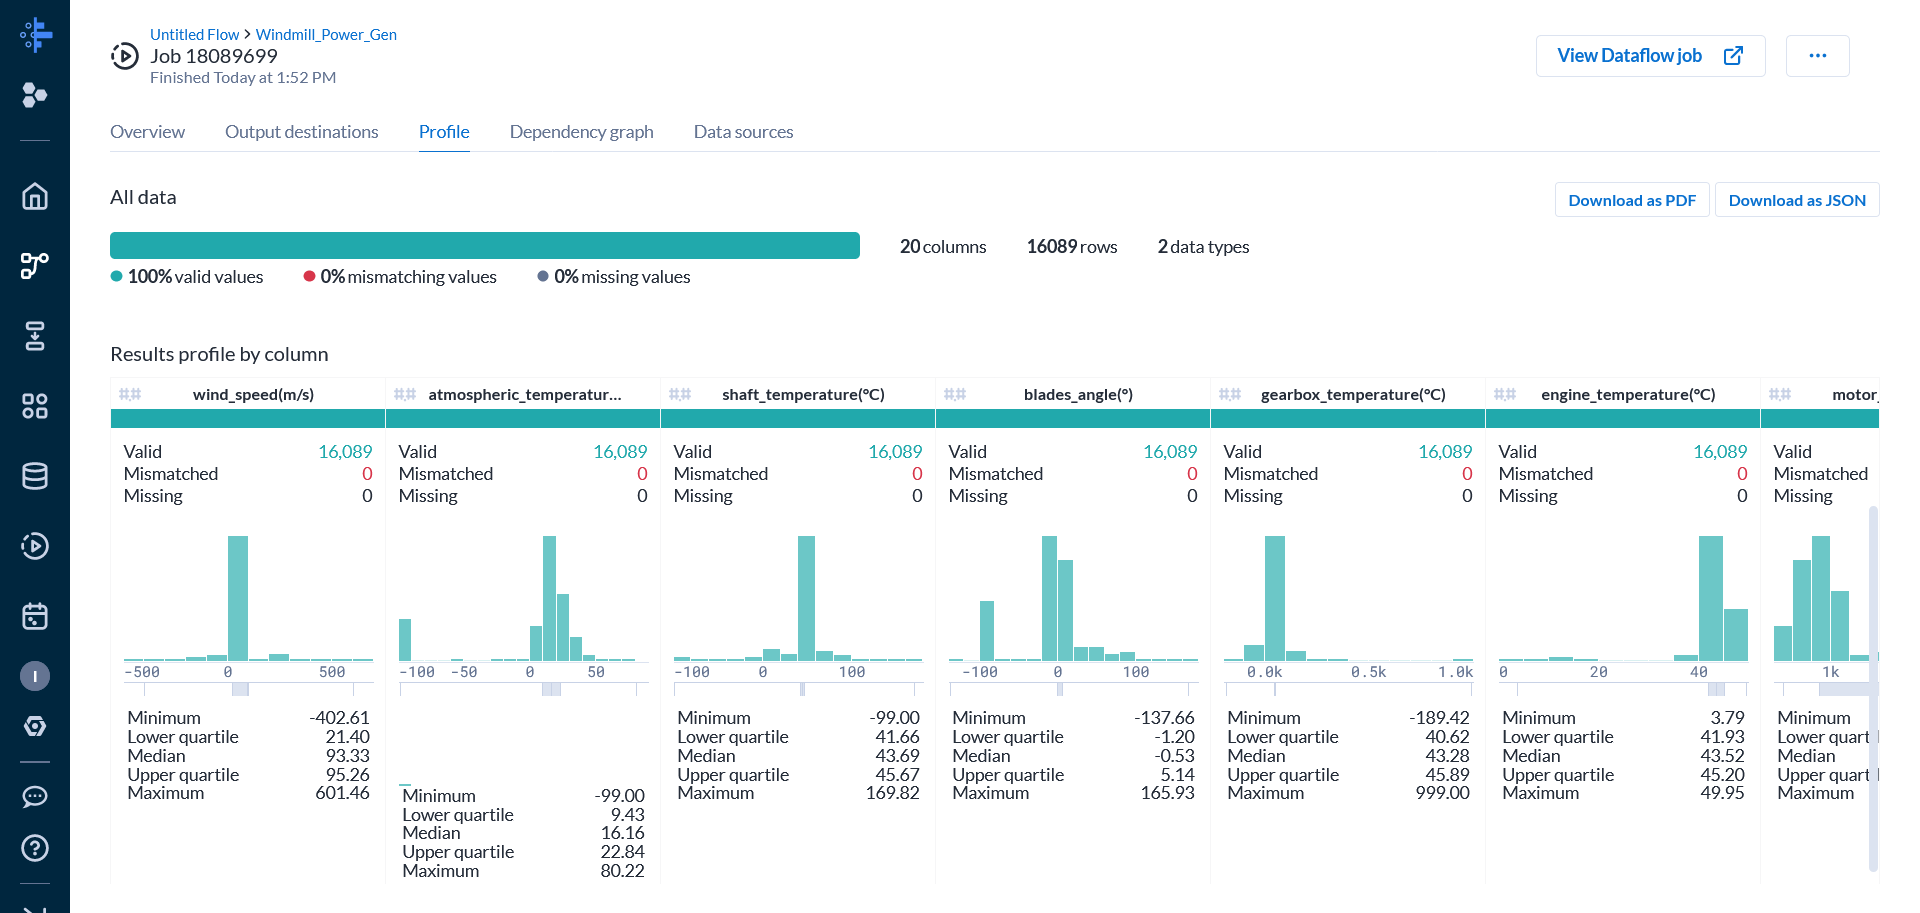 Untitled Flow > Windmill_Power_Gen
Job 18089699
Finished Today at 1:52 PM
View Dataflow job
...
Overview Output destinations Profile Dependency graph Data sources
All data
Download as PDF Download as JSON
20 columns 16089 rows 2 data types
100% valid values 0% mismatching values 0% missing values
Results profile by column
wind_speed(m/s)
Valid 16,089
Mismatched 0
Missing 0
-500 0 500
Minimum -402.61
Lower quartile 21.40
Median 93.33
Upper quartile 95.26
Maximum 601.46
atmospheric_temperatur...
Valid 16,089
Mismatched 0
Missing 0
-100 -50 0 50
Minimum -99.00
Lower quartile 9.43
Median 16.16
Upper quartile 22.84
Maximum 80.22
shaft_temperature(°C)
Valid 16,089
Mismatched 0
Missing 0
-100 0 100
Minimum -99.00
Lower quartile 41.66
Median 43.69
Upper quartile 45.67
Maximum 169.82
blades_angle(°)
Valid 16,089
Mismatched 0
Missing 0
-100 0 100
Minimum -137.66
Lower quartile -1.20
Median -0.53
Upper quartile 5.14
Maximum 165.93
gearbox_temperature(°C)
Valid 16,089
Mismatched 0
Missing 0
0.0k 0.5k 1.0k
Minimum -189.42
Lower quartile 40.62
Median 43.28
Upper quartile 45.89
Maximum 999.00
engine_temperature(°C)
Valid 16,089
Mismatched 0
Missing 0
0 20 40
Minimum 3.79
Lower quartile 41.93
Median 43.52
Upper quartile 45.20
Maximum 49.95
motor_
Valid
Mismatched
Missing
1k
Minimum
Lower quart
Median
Upper quart
Maximum
I